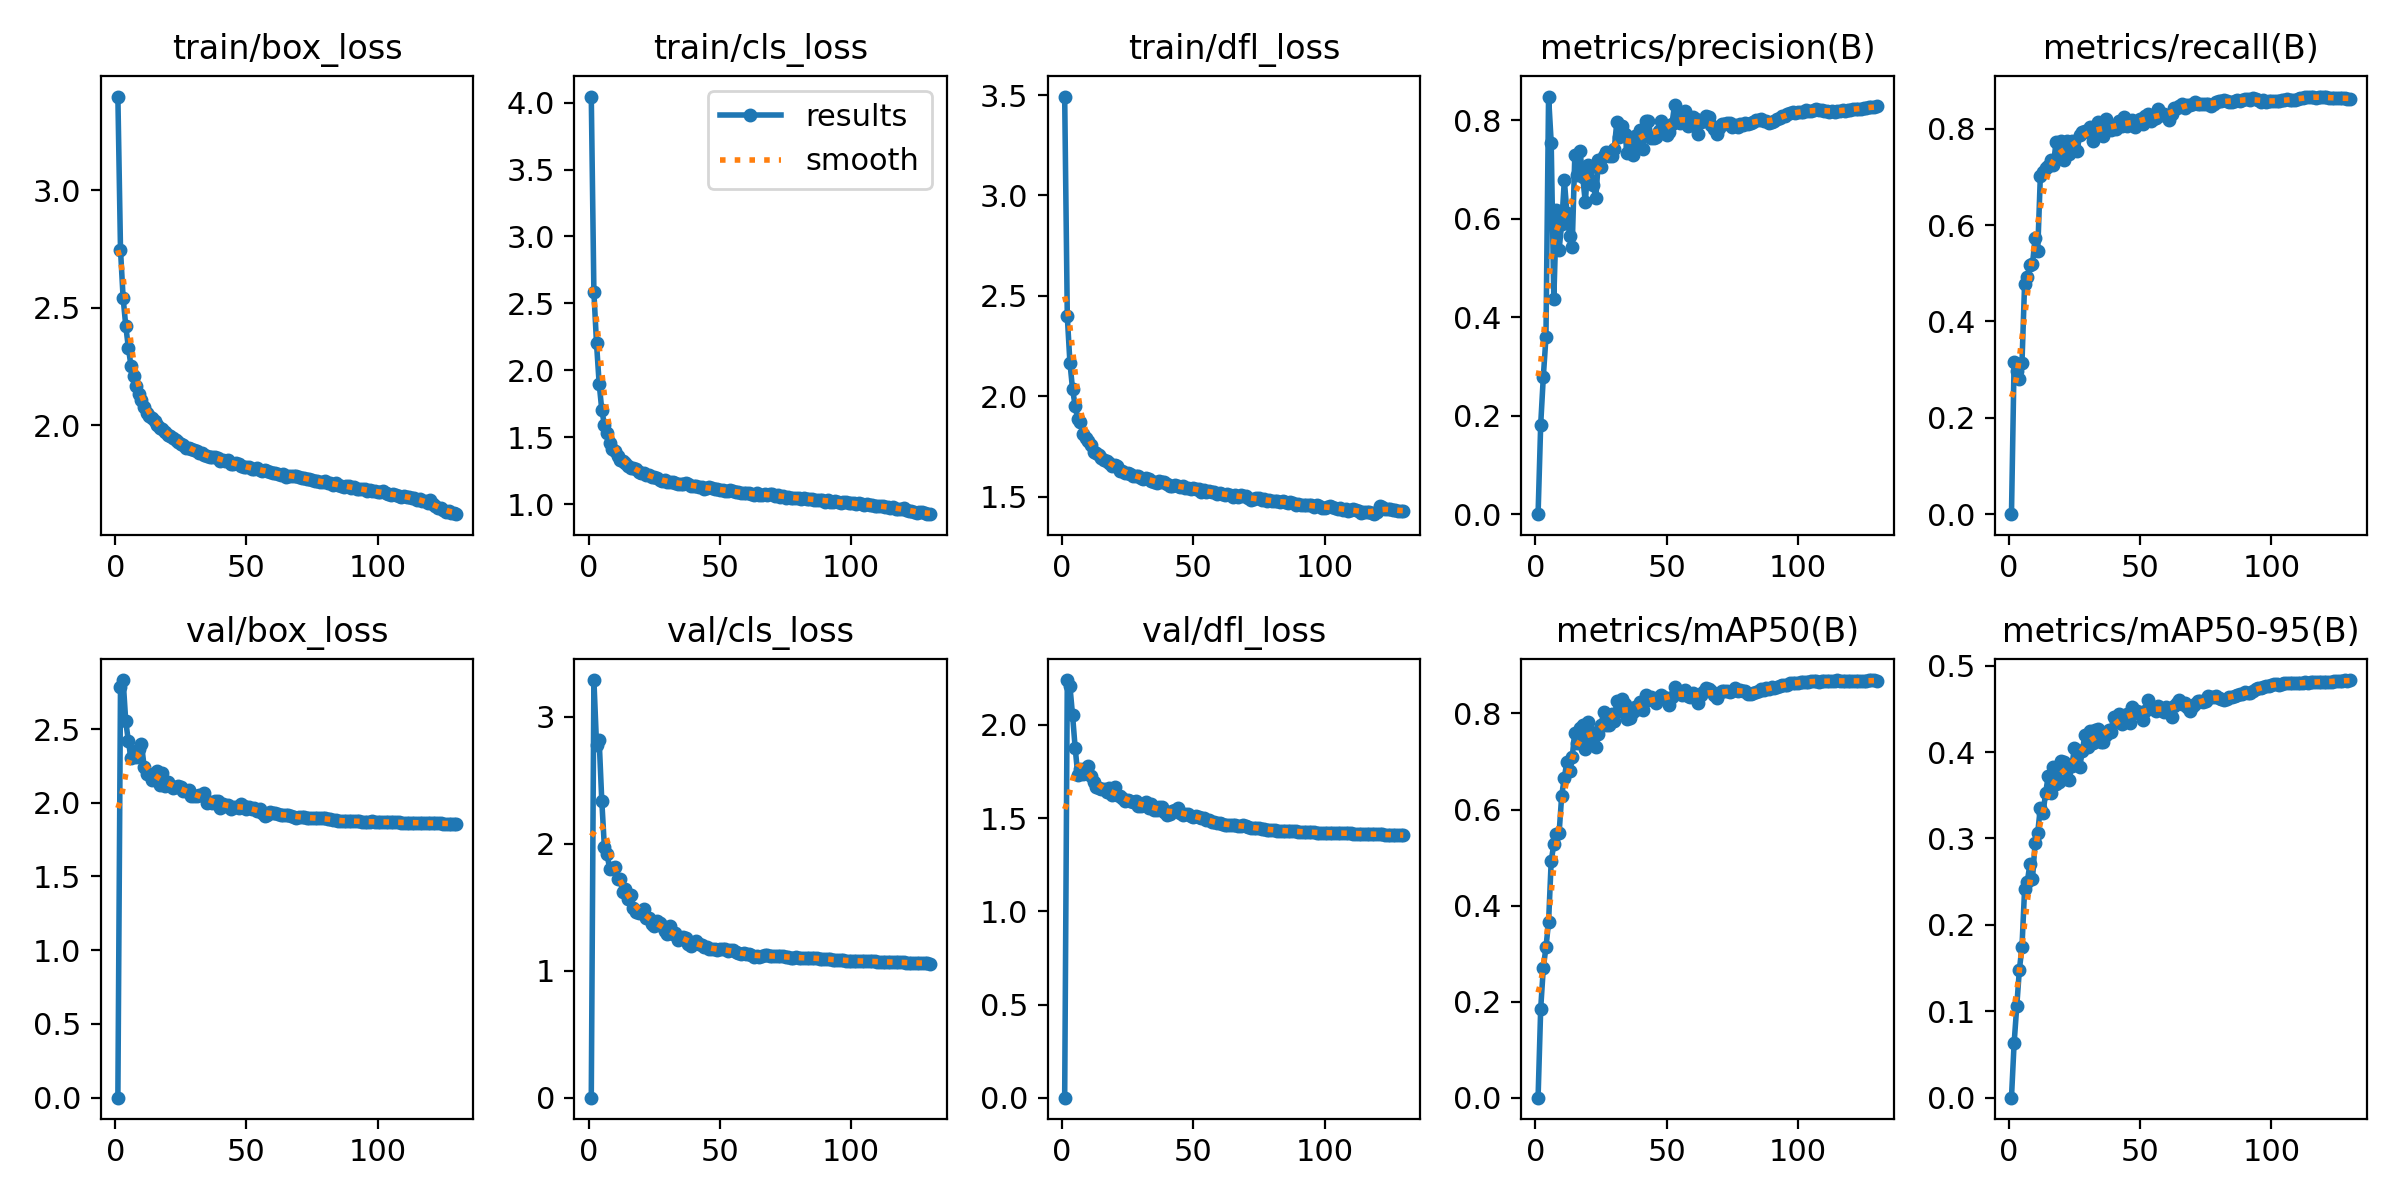 train/box_loss
3.0
2.5
2.0
0 50 100
train/cls_loss
4.0
3.5
3.0
2.5
2.0
1.5
1.0
results
smooth
0 50 100
train/dfl_loss
3.5
3.0
2.5
2.0
1.5
0 50 100
metrics/precision(B)
0.8
0.6
0.4
0.2
0.0
0 50 100
metrics/recall(B)
0.8
0.6
0.4
0.2
0.0
0 50 100
val/box_loss
2.5
2.0
1.5
1.0
0.5
0.0
0 50 100
val/cls_loss
3
2
1
0
0 50 100
val/dfl_loss
2.0
1.5
1.0
0.5
0.0
0 50 100
metrics/mAP50(B)
0.8
0.6
0.4
0.2
0.0
0 50 100
metrics/mAP50-95(B)
0.5
0.4
0.3
0.2
0.1
0.0
0 50 100